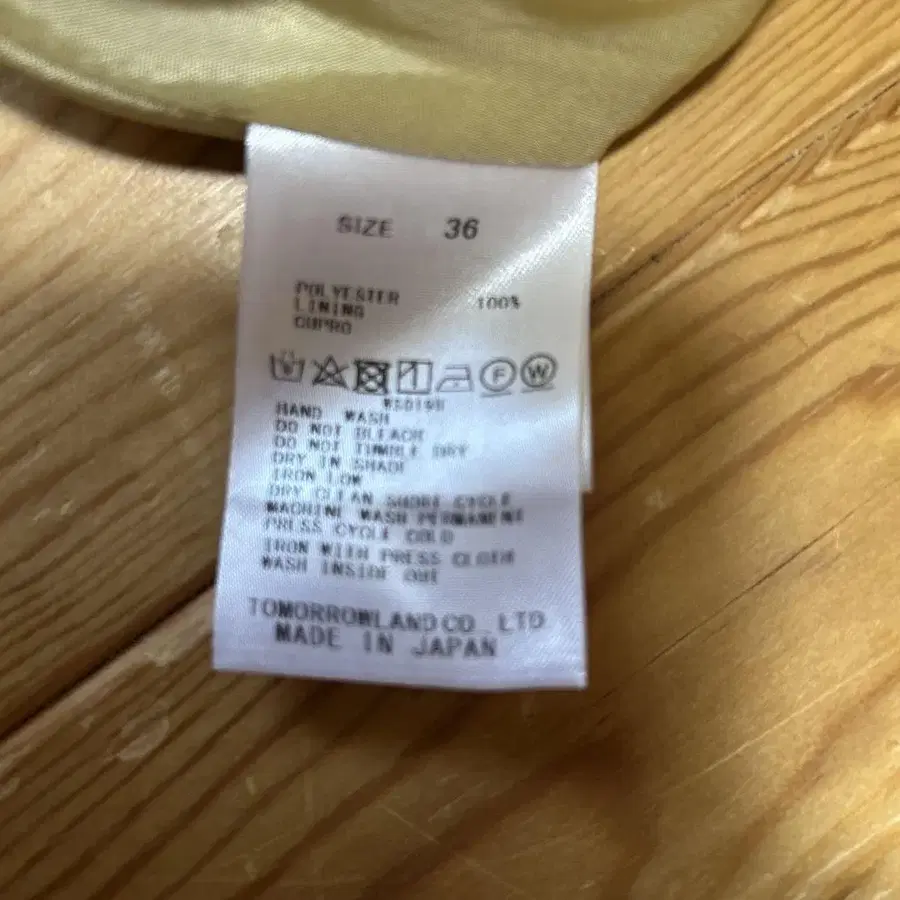 SIZE 36
POLYESTER 100%
LINING
CUPRO
F W
HAND WASH
DO NOT BLEACH
DO NOT TUMBLE DRY
DRY IN SHADE
IRON LOW
DRY CLEAN SHORT CYCLE
MACHINE WASH PERMANENT
PRESS CYCLE COLD
IRON WITH PRESS CLOTH
WASH INSIDE OUT
TOMORROWLAND CO., LTD
MADE IN JAPAN